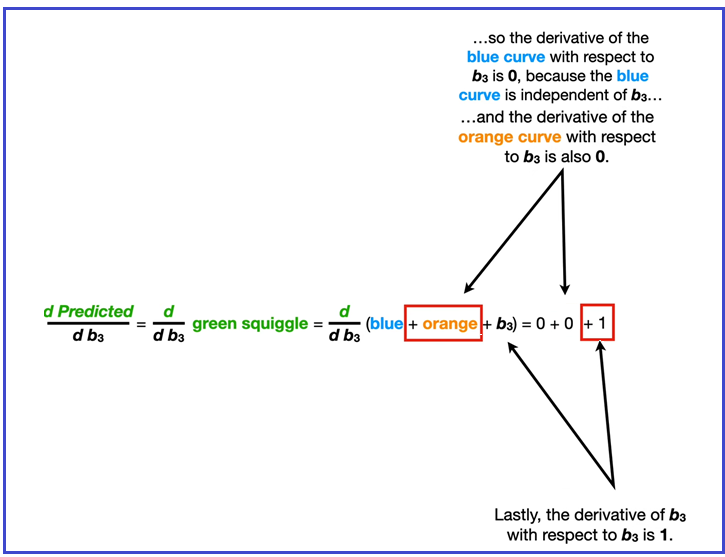 ...so the derivative of the
blue curve with respect to
b₃ is 0, because the blue
curve is independent of b₃...
...and the derivative of the
orange curve with respect
to b₃ is also 0.
d Predicted / d b₃ = d / d b₃ green squiggle = d / d b₃ (blue + orange + b₃) = 0 + 0 + 1
Lastly, the derivative of b₃
with respect to b₃ is 1.